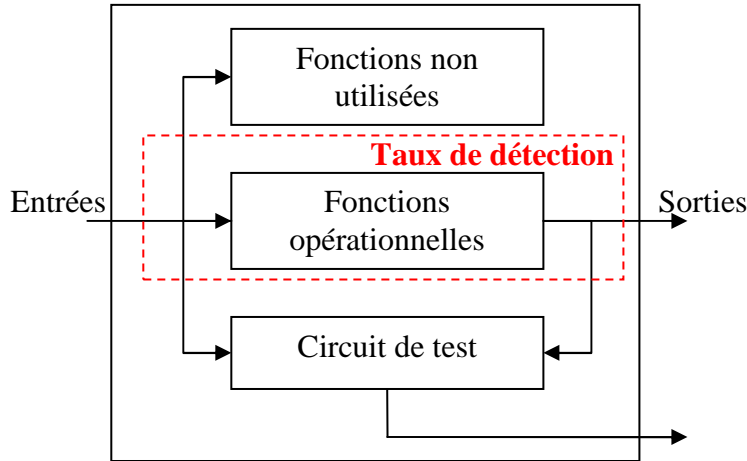 Fonctions non
utilisées
Taux de détection
Entrées
Fonctions
opérationnelles
Sorties
Circuit de test